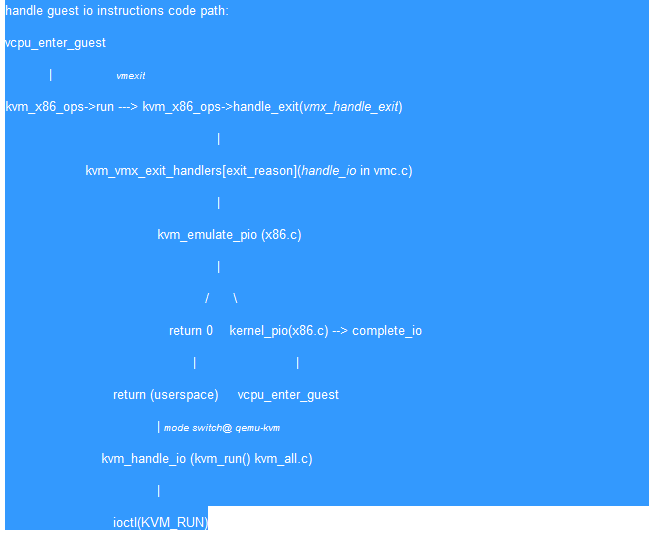 handle guest io instructions code path:
vcpu_enter_guest
| vmexit
kvm_x86_ops->run ---> kvm_x86_ops->handle_exit(vmx_handle_exit)
|
kvm_vmx_exit_handlers[exit_reason](handle_io in vmc.c)
|
kvm_emulate_pio (x86.c)
|
/ \
return 0 kernel_pio(x86.c) --> complete_io
| |
return (userspace) vcpu_enter_guest
| mode switch@ qemu-kvm
kvm_handle_io (kvm_run() kvm_all.c)
|
ioctl(KVM_RUN)